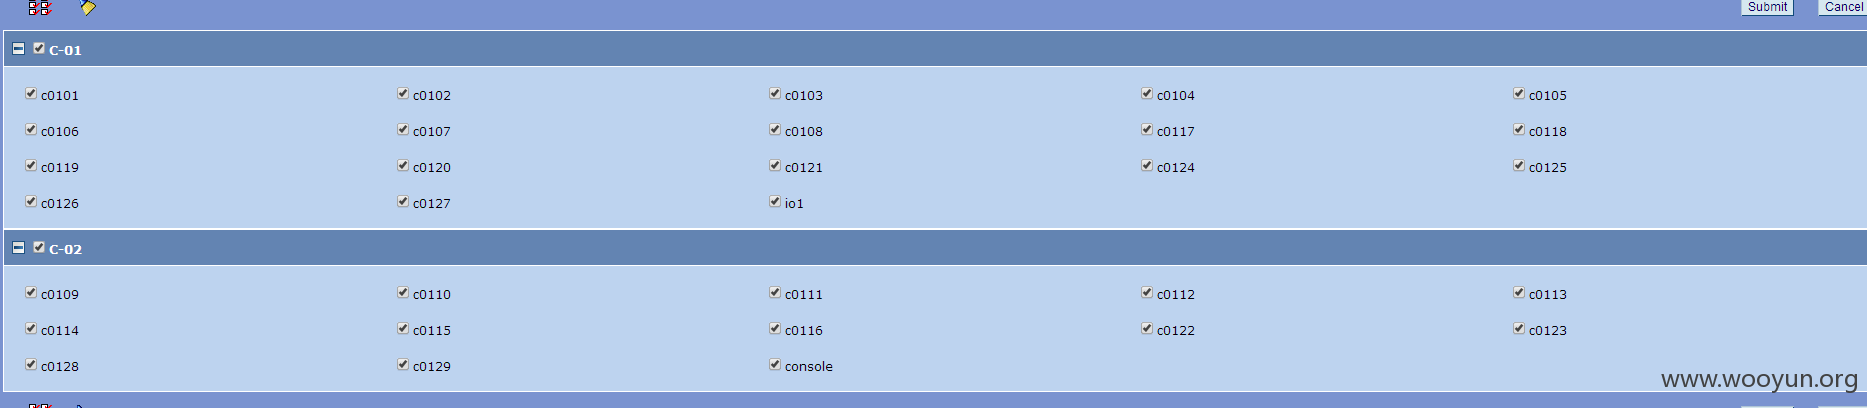 Submit Cancel
C-01
c0101 c0102 c0103 c0104 c0105
c0106 c0107 c0108 c0117 c0118
c0119 c0120 c0121 c0124 c0125
c0126 c0127 io1
C-02
c0109 c0110 c0111 c0112 c0113
c0114 c0115 c0116 c0122 c0123
c0128 c0129 console
www.wooyun.org